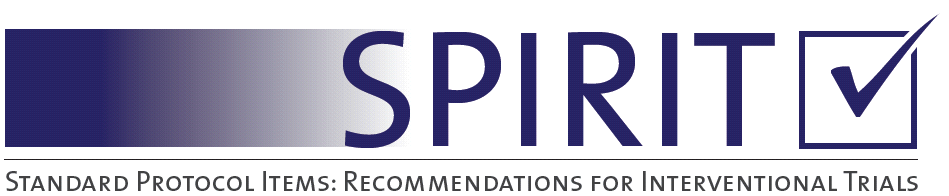 SPIRIT
STANDARD PROTOCOL ITEMS: RECOMMENDATIONS FOR INTERVENTIONAL TRIALS